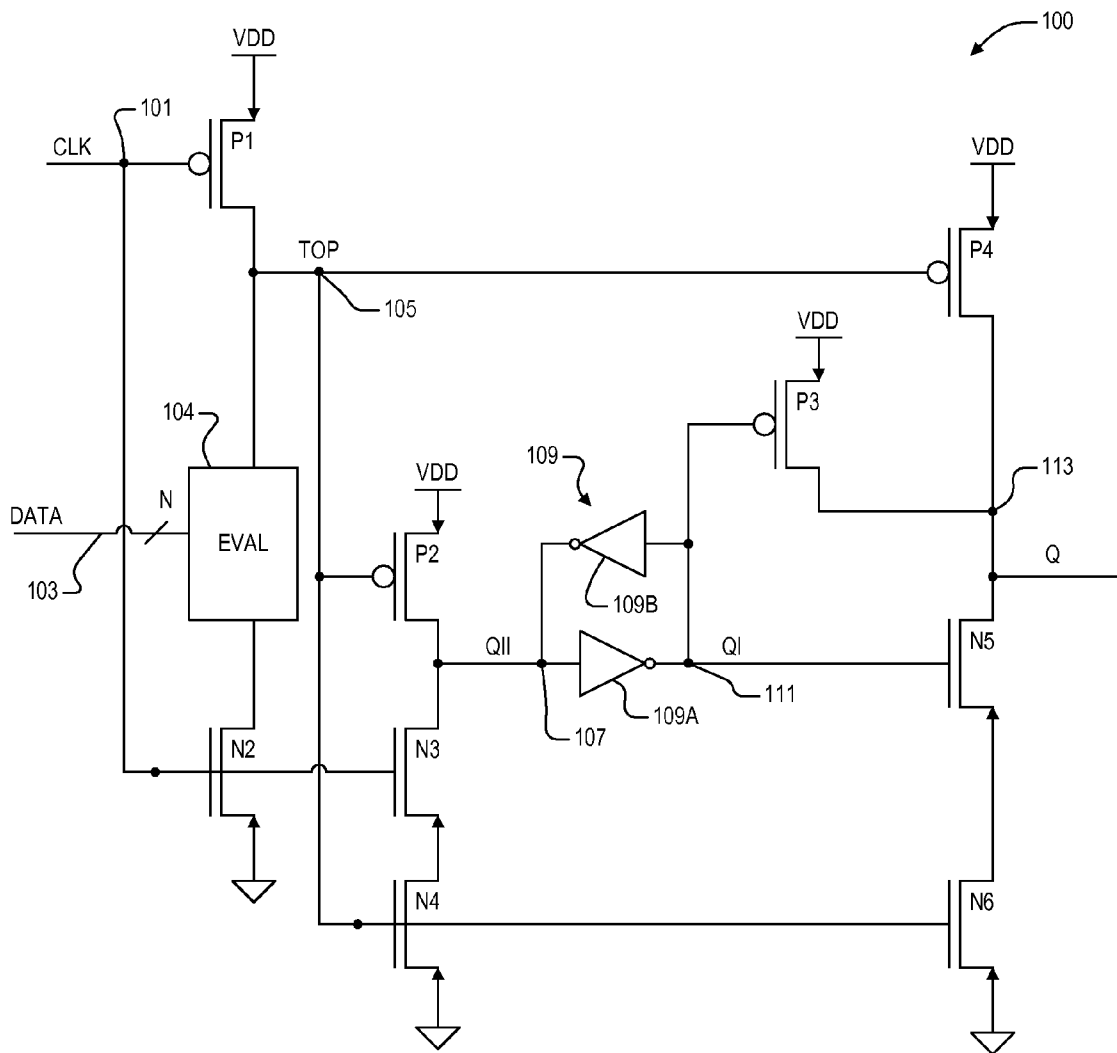 100
VDD
101
CLK
P1
VDD
P4
TOP
105
VDD
P3
104
109
VDD
113
DATA
N
EVAL
P2
Q
103
109B
QII
QI
N5
109A
111
107
N2
N3
N4
N6